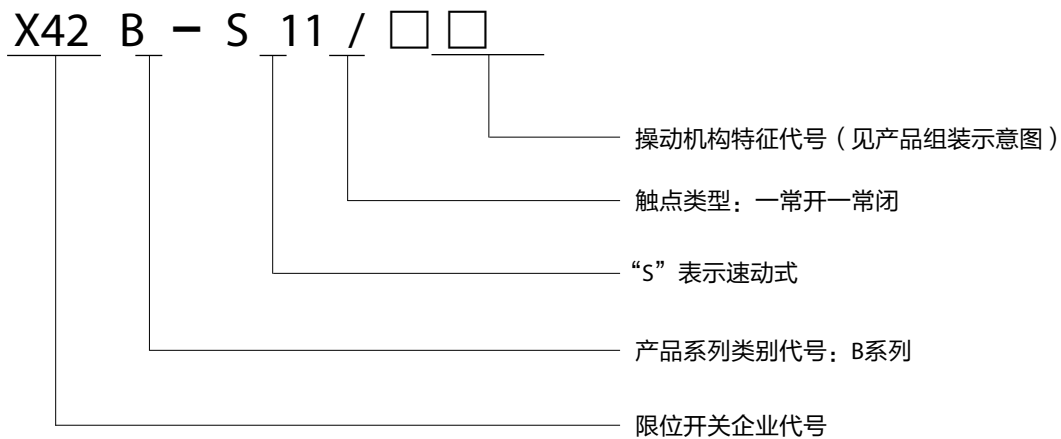 X42 B - S 11 / □ □
操动机构特征代号（见产品组装示意图）
触点类型：一常开一常闭
“S”表示速动式
产品系列类别代号：B系列
限位开关企业代号